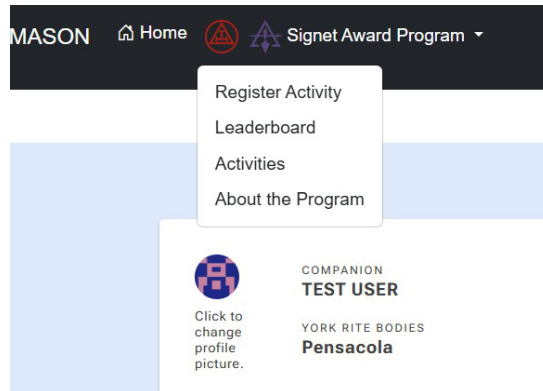 MASON Home Signet Award Program
Register Activity
Leaderboard
Activities
About the Program
COMPANION
TEST USER
Click to
change
profile
picture.
YORK RITE BODIES
Pensacola